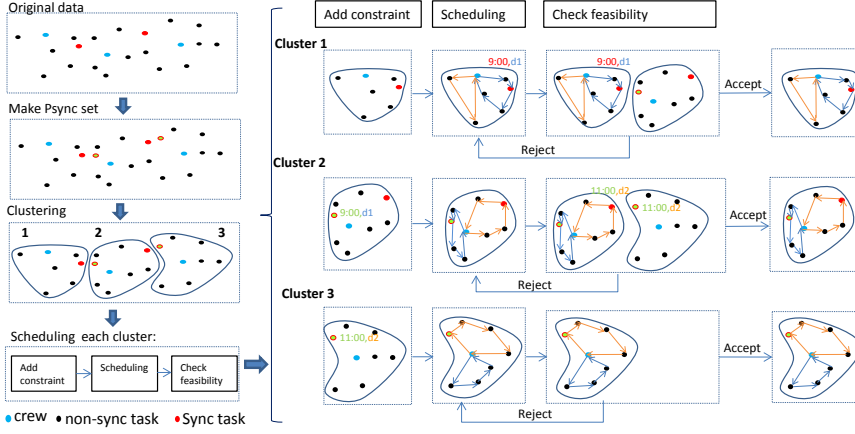 Original data
Make Psync set
Clustering
1 2 3
Scheduling each cluster:
Add constraint
Scheduling
Check feasibility
crew non-sync task Sync task
Add constraint
Scheduling
Check feasibility
Cluster 1
9:00,d1
9:00,d1
Accept
Reject
Cluster 2
9:00,d1
11:00,d2
11:00,d2
Accept
Reject
Cluster 3
11:00,d2
Accept
Reject